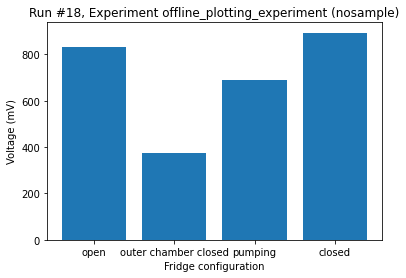 Run #18, Experiment offline_plotting_experiment (nosample)
800
600
400
200
0
Voltage (mV)
open outer chamber closed pumping closed
Fridge configuration